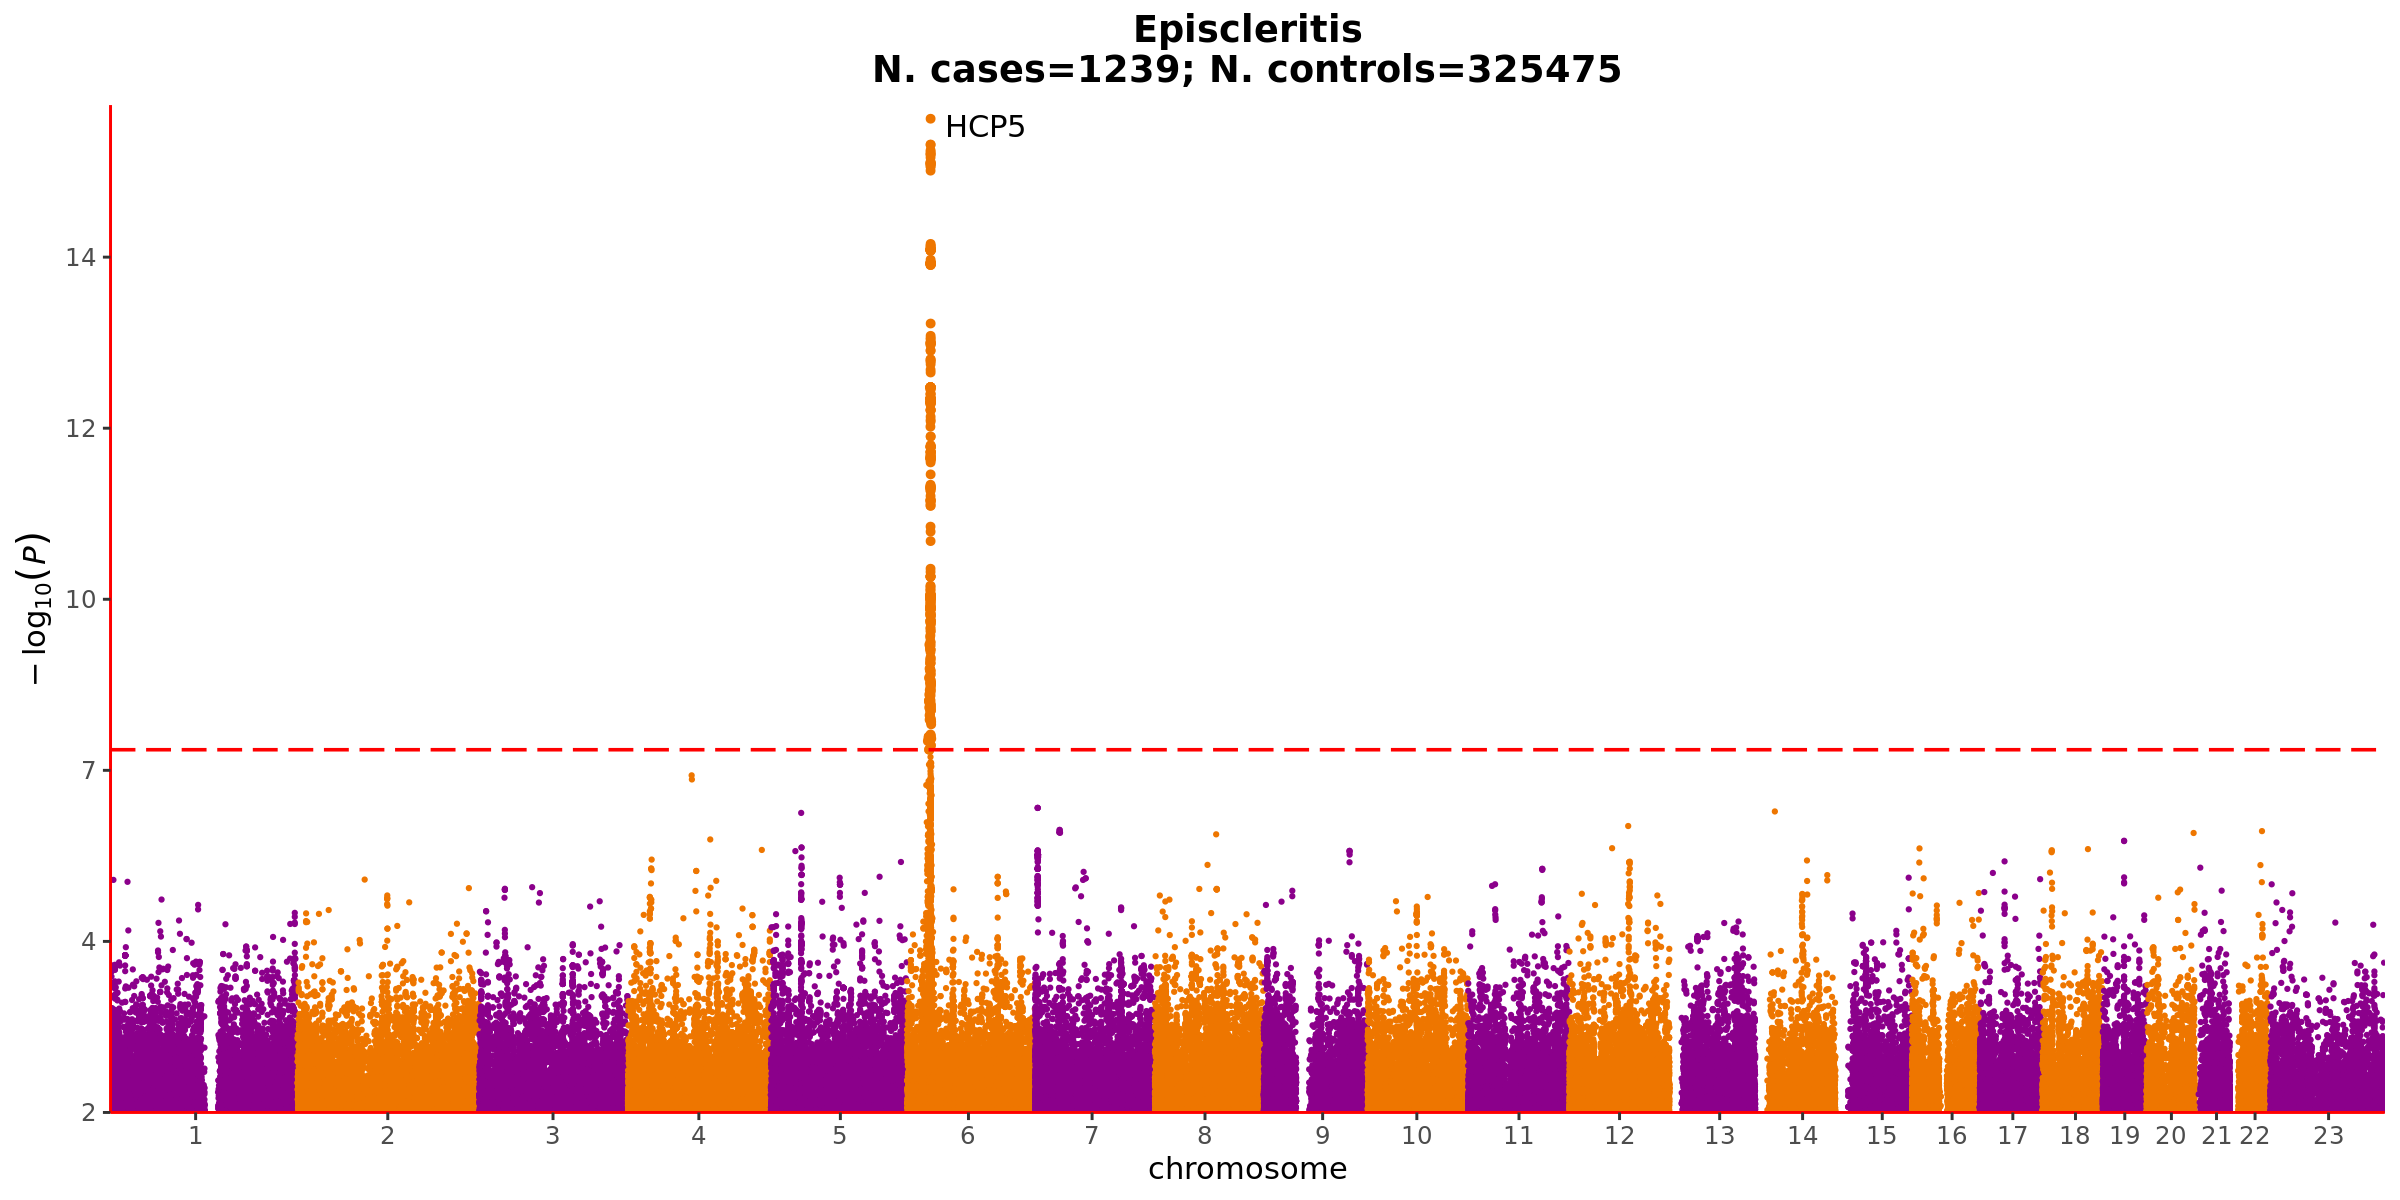 Episcleritis
N. cases=1239; N. controls=325475
HCP5
14
12
10
7
4
2
−log10(P)
1 2 3 4 5 6 7 8 9 10 11 12 13 14 15 16 17 18 19 20 21 22 23
chromosome